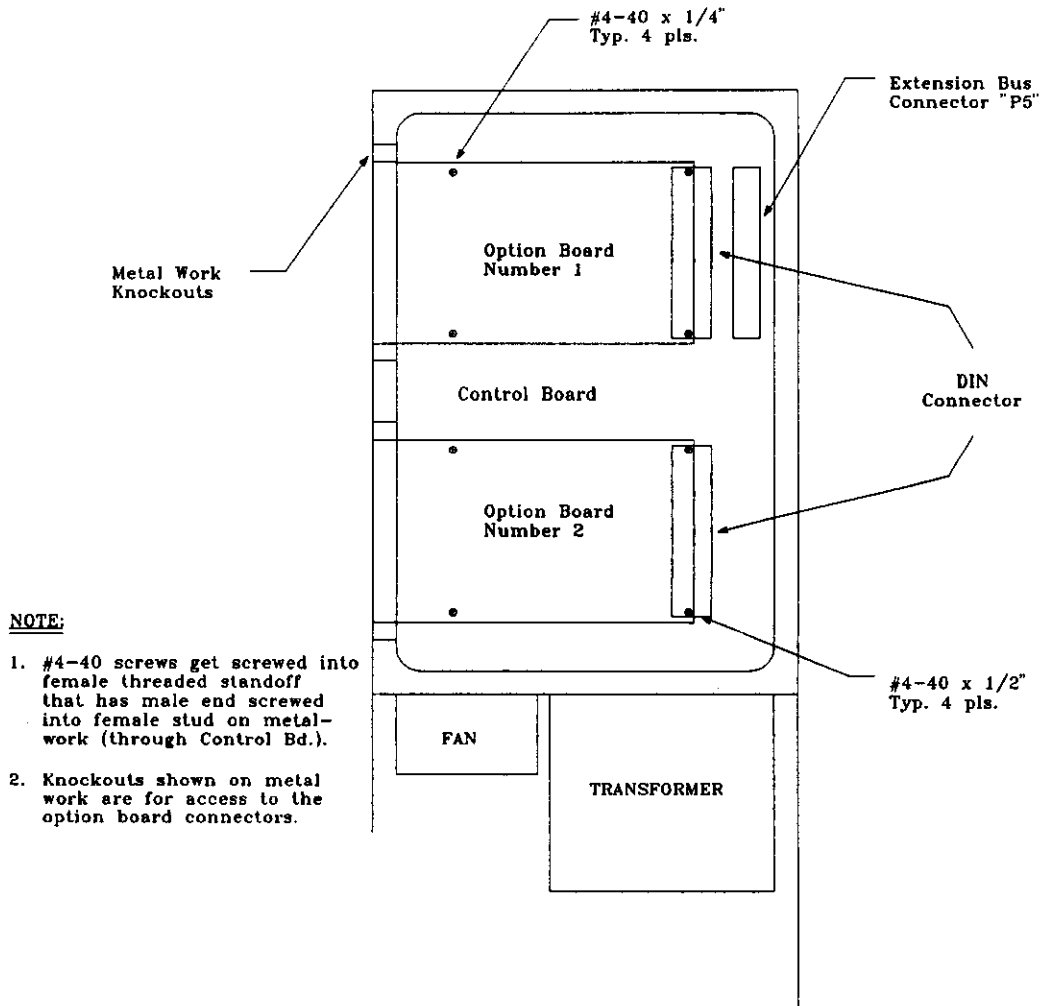 #4-40 x 1/4"
Typ. 4 pls.
Extension Bus
Connector "P5"
Metal Work
Knockouts
Option Board
Number 1
DIN
Connector
Control Board
Option Board
Number 2
NOTE:
1. #4-40 screws get screwed into
female threaded standoff
that has male end screwed
into female stud on metal-
work (through Control Bd.).
2. Knockouts shown on metal
work are for access to the
option board connectors.
#4-40 x 1/2"
Typ. 4 pls.
FAN
TRANSFORMER